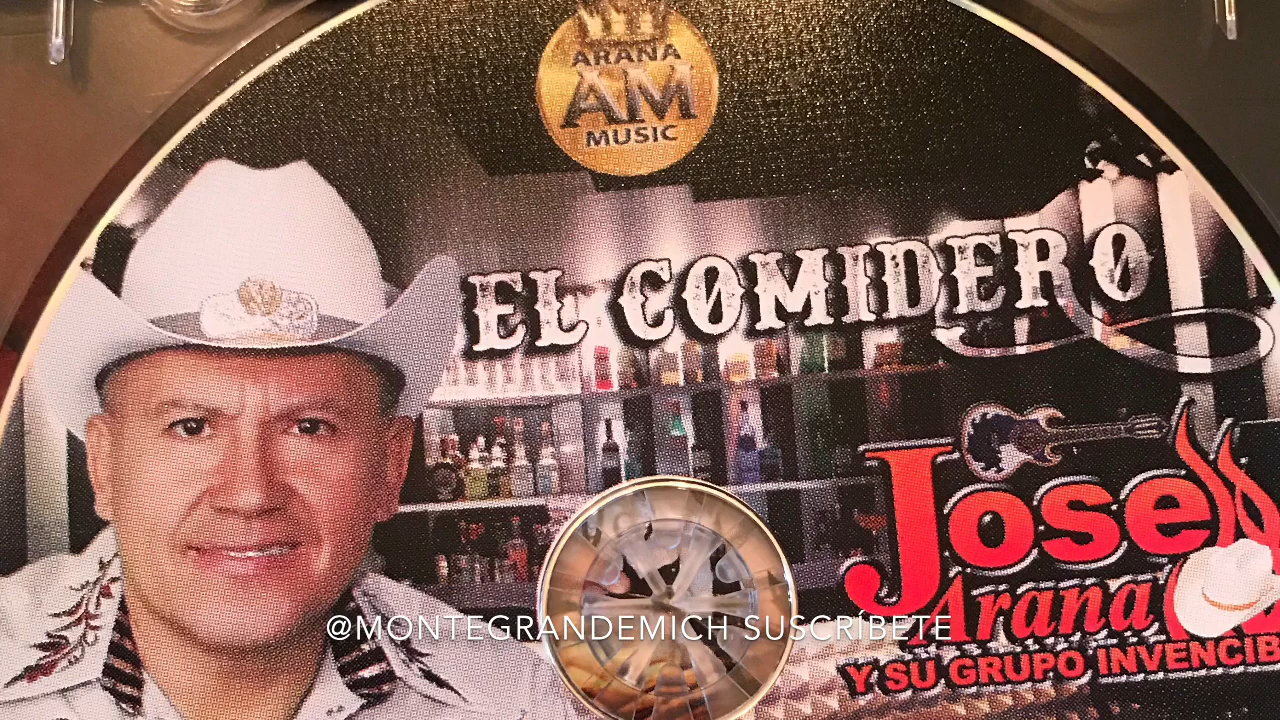 ARANA
AM
MUSIC
EL COMIDERO
Jose
Arana
Y SU GRUPO INVENCIB
@MONTEGRANDEMICH SUSCRÍBETE